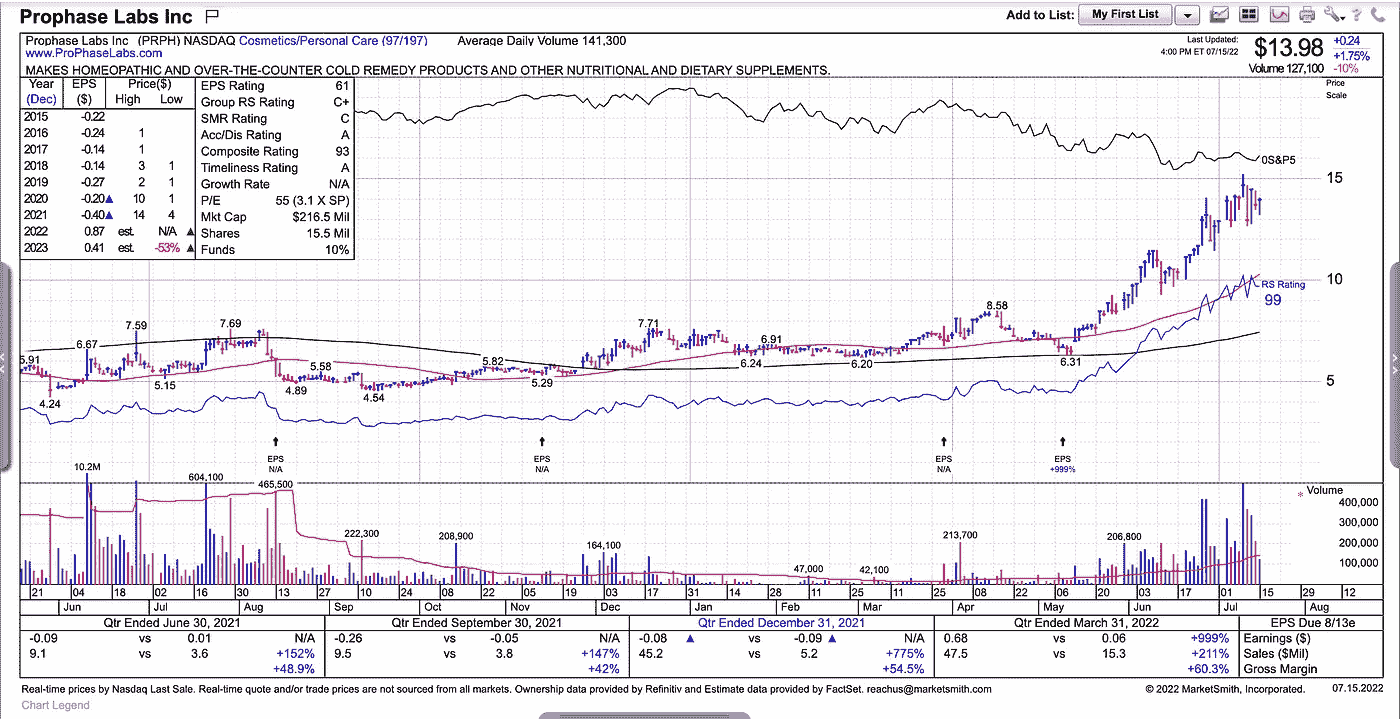 Prophase Labs Inc
Add to List: My First List
Prophase Labs Inc (PRPH) NASDAQ Cosmetics/Personal Care (97/197) Average Daily Volume 141,300
www.ProPhaseLabs.com
MAKES HOMEOPATHIC AND OVER-THE-COUNTER COLD REMEDY PRODUCTS AND OTHER NUTRITIONAL AND DIETARY SUPPLEMENTS.
Last Updated:
4:00 PM ET 07/15/22
$13.98 +0.24
+1.75%
Volume 127,100 -10%
Year EPS Price($)
(Dec) ($) High Low
2015 -0.22
2016 -0.24 1
2017 -0.14 1
2018 -0.14 3 1
2019 -0.27 2 1
2020 -0.20 10 1
2021 -0.40 14 4
2022 0.87 est. N/A
2023 0.41 est. -53%
EPS Rating 61
Group RS Rating C+
SMR Rating C
Acc/Dis Rating A
Composite Rating 93
Timeliness Rating A
Growth Rate N/A
P/E 55 (3.1 X SP)
Mkt Cap $216.5 Mil
Shares 15.5 Mil
Funds 10%
Price
Scale
0S&P5
15
10
5
RS Rating
99
5.91
4.24
6.67
7.59
5.15
7.69
4.89
5.58
4.54
5.82
5.29
7.71
6.24
6.91
6.20
8.58
6.31
EPS
N/A
EPS
N/A
EPS
N/A
EPS
+999%
10.2M
604,100
465,500
222,300
208,900
164,100
47,000
42,100
213,700
206,800
* Volume
400,000
300,000
200,000
100,000
21 04 18 02 16 30 13 27 10 24 08 22 05 19 03 17 31 14 28 11 25 11 25 08 22 06 20 03 17 01 15 29 12
Jun Jul Aug Sep Oct Nov Dec Jan Feb Mar Apr May Jun Jul Aug
Qtr Ended June 30, 2021 Qtr Ended September 30, 2021 Qtr Ended December 31, 2021 Qtr Ended March 31, 2022 EPS Due 8/13e
-0.09 vs 0.01 N/A -0.26 vs -0.05 N/A -0.08 vs -0.09 N/A 0.68 vs 0.06 +999% Earnings ($)
9.1 vs 3.6 +152% 9.5 vs 3.8 +147% 45.2 vs 5.2 +775% 47.5 vs 15.3 +211% Sales ($Mil)
+48.9% +42% +54.5% +60.3% Gross Margin
Real-time prices by Nasdaq Last Sale. Real-time quote and/or trade prices are not sourced from all markets. Ownership data provided by Refinitiv and Estimate data provided by FactSet. reachus@marketsmith.com © 2022 MarketSmith, Incorporated. 07.15.2022
Chart Legend